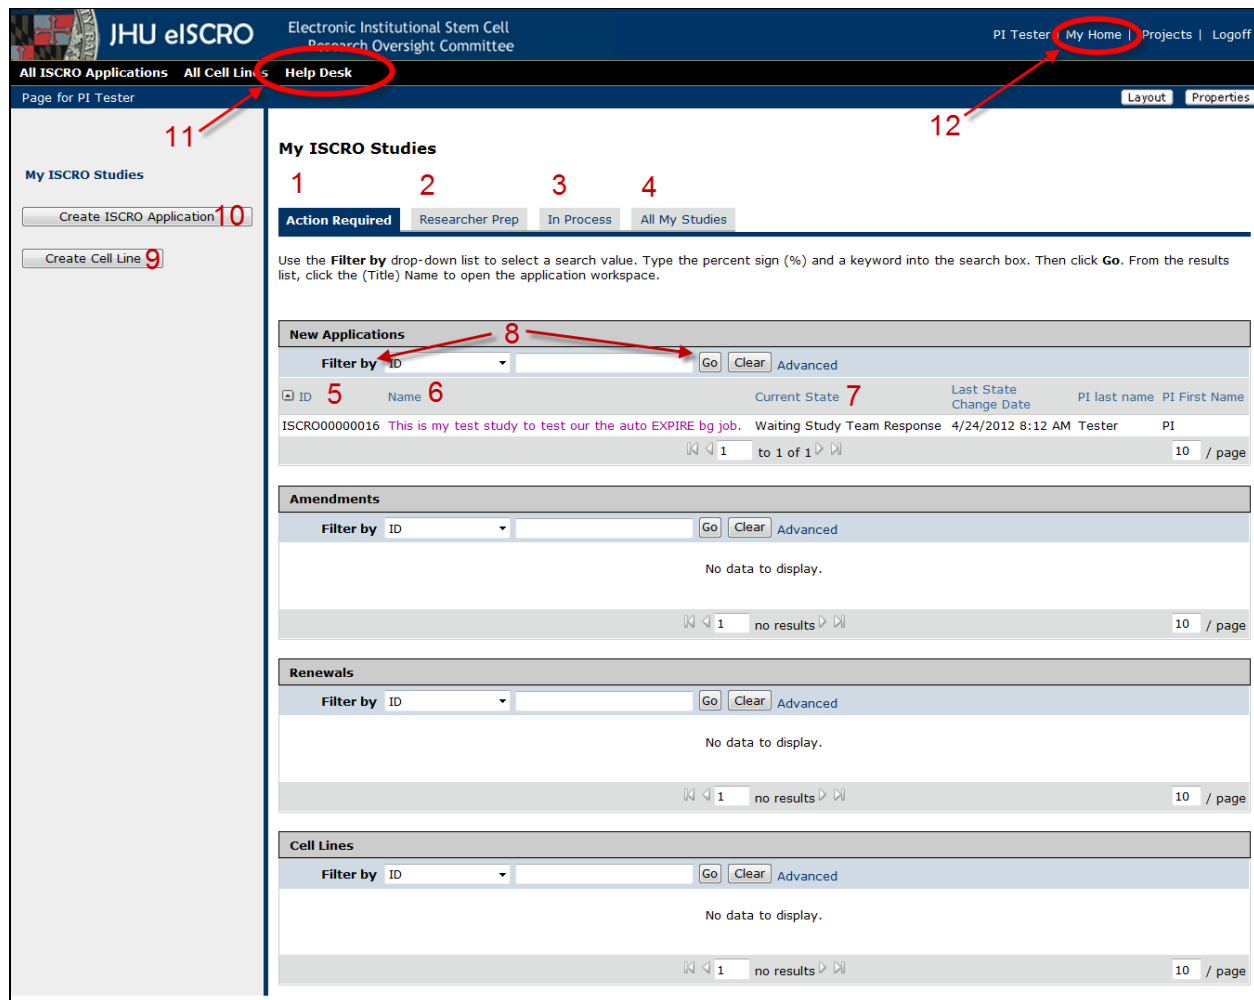 JHU eISCRO
Electronic Institutional Stem Cell
Research Oversight Committee
PI Tester | My Home | Projects | Logoff
All ISCRO Applications All Cell Lines Help Desk
Page for PI Tester
Layout Properties
11
12
My ISCRO Studies
Create ISCRO Application 10
Create Cell Line 9
My ISCRO Studies
1 2 3 4
Action Required Researcher Prep In Process All My Studies
Use the Filter by drop-down list to select a search value. Type the percent sign (%) and a keyword into the search box. Then click Go. From the results
list, click the (Title) Name to open the application workspace.
New Applications
8
Filter by ID Go Clear Advanced
ID 5 Name 6 Current State 7 Last State
Change Date PI last name PI First Name
ISCRO00000016 This is my test study to test our the auto EXPIRE bg job. Waiting Study Team Response 4/24/2012 8:12 AM Tester PI
1 to 1 of 1 10 / page
Amendments
Filter by ID Go Clear Advanced
No data to display.
1 no results 10 / page
Renewals
Filter by ID Go Clear Advanced
No data to display.
1 no results 10 / page
Cell Lines
Filter by ID Go Clear Advanced
No data to display.
1 no results 10 / page